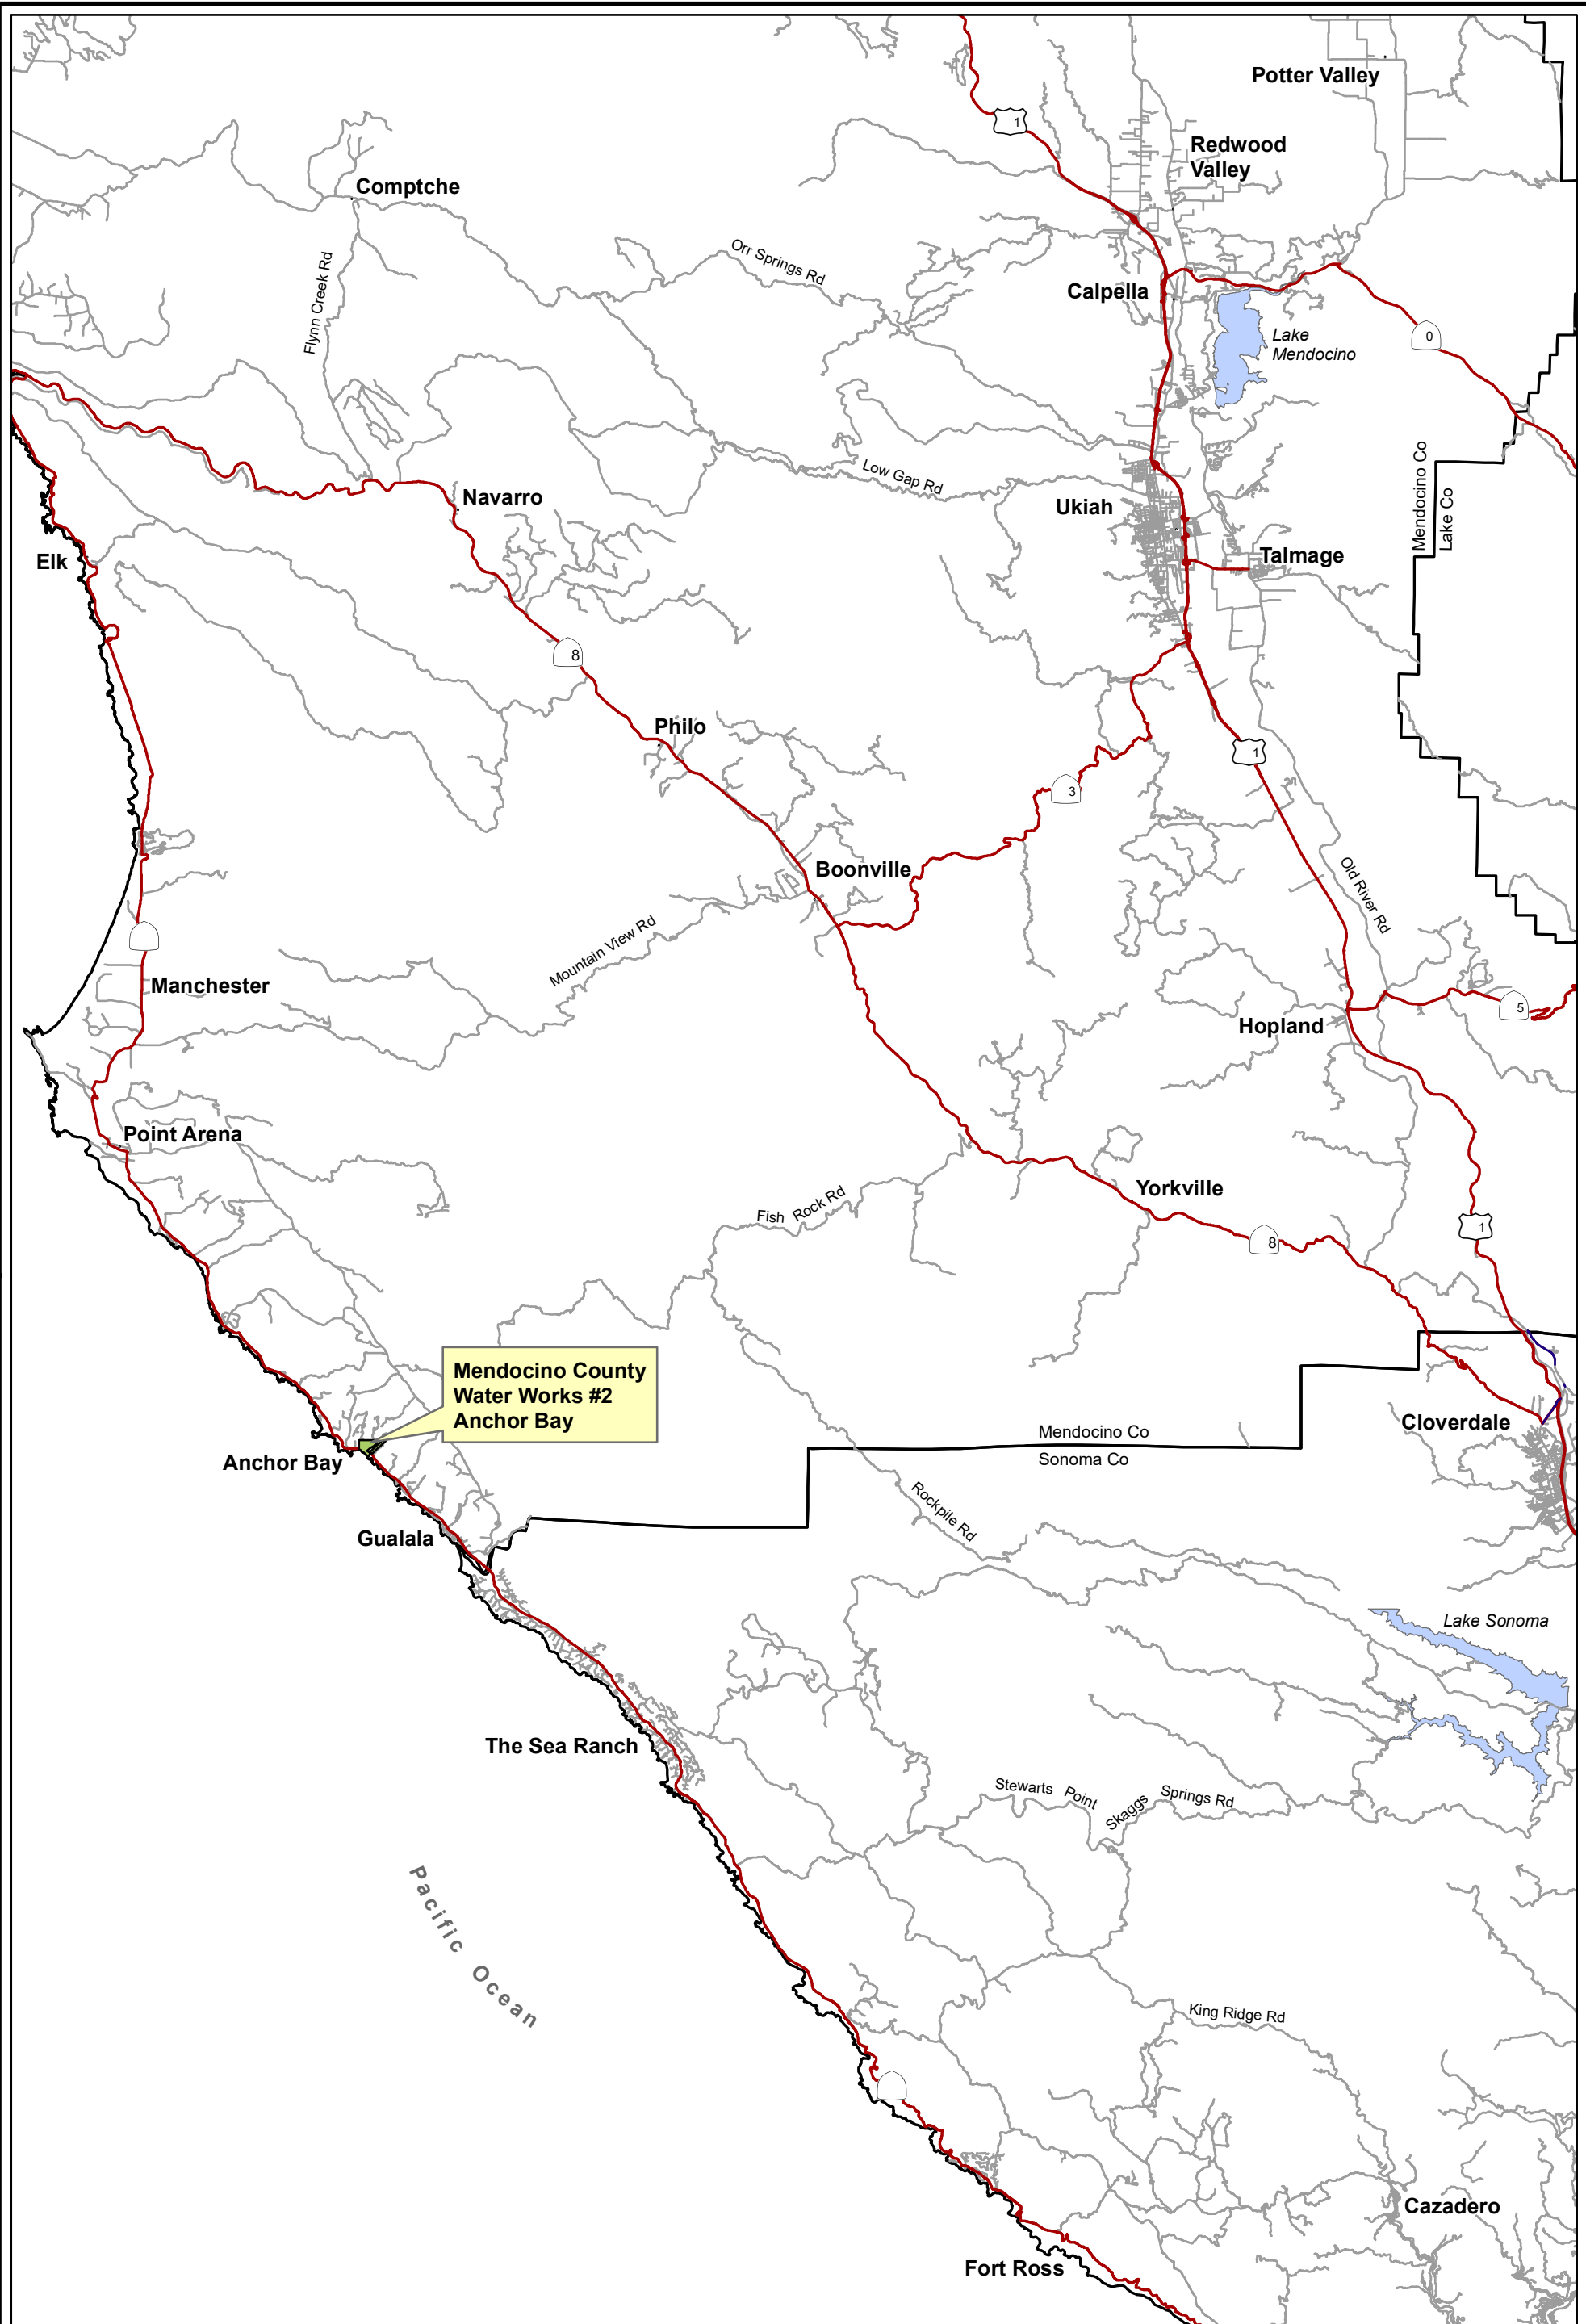 Potter Valley
1
Redwood
Valley
Comptche
Orr Springs Rd
Flynn Creek Rd
Calpella
Lake
Mendocino
0
Mendocino Co
Lake Co
Low Gap Rd
Navarro
Ukiah
Talmage
Elk
8
Philo
1
3
Boonville
Old River Rd
Mountain View Rd
Manchester
5
Hopland
Point Arena
Yorkville
Fish Rock Rd
1
8
Mendocino County
Water Works #2
Anchor Bay
Cloverdale
Mendocino Co
Sonoma Co
Anchor Bay
Rockpile Rd
Gualala
Lake Sonoma
The Sea Ranch
Stewarts Point Skaggs Springs Rd
Pacific Ocean
King Ridge Rd
Cazadero
Fort Ross